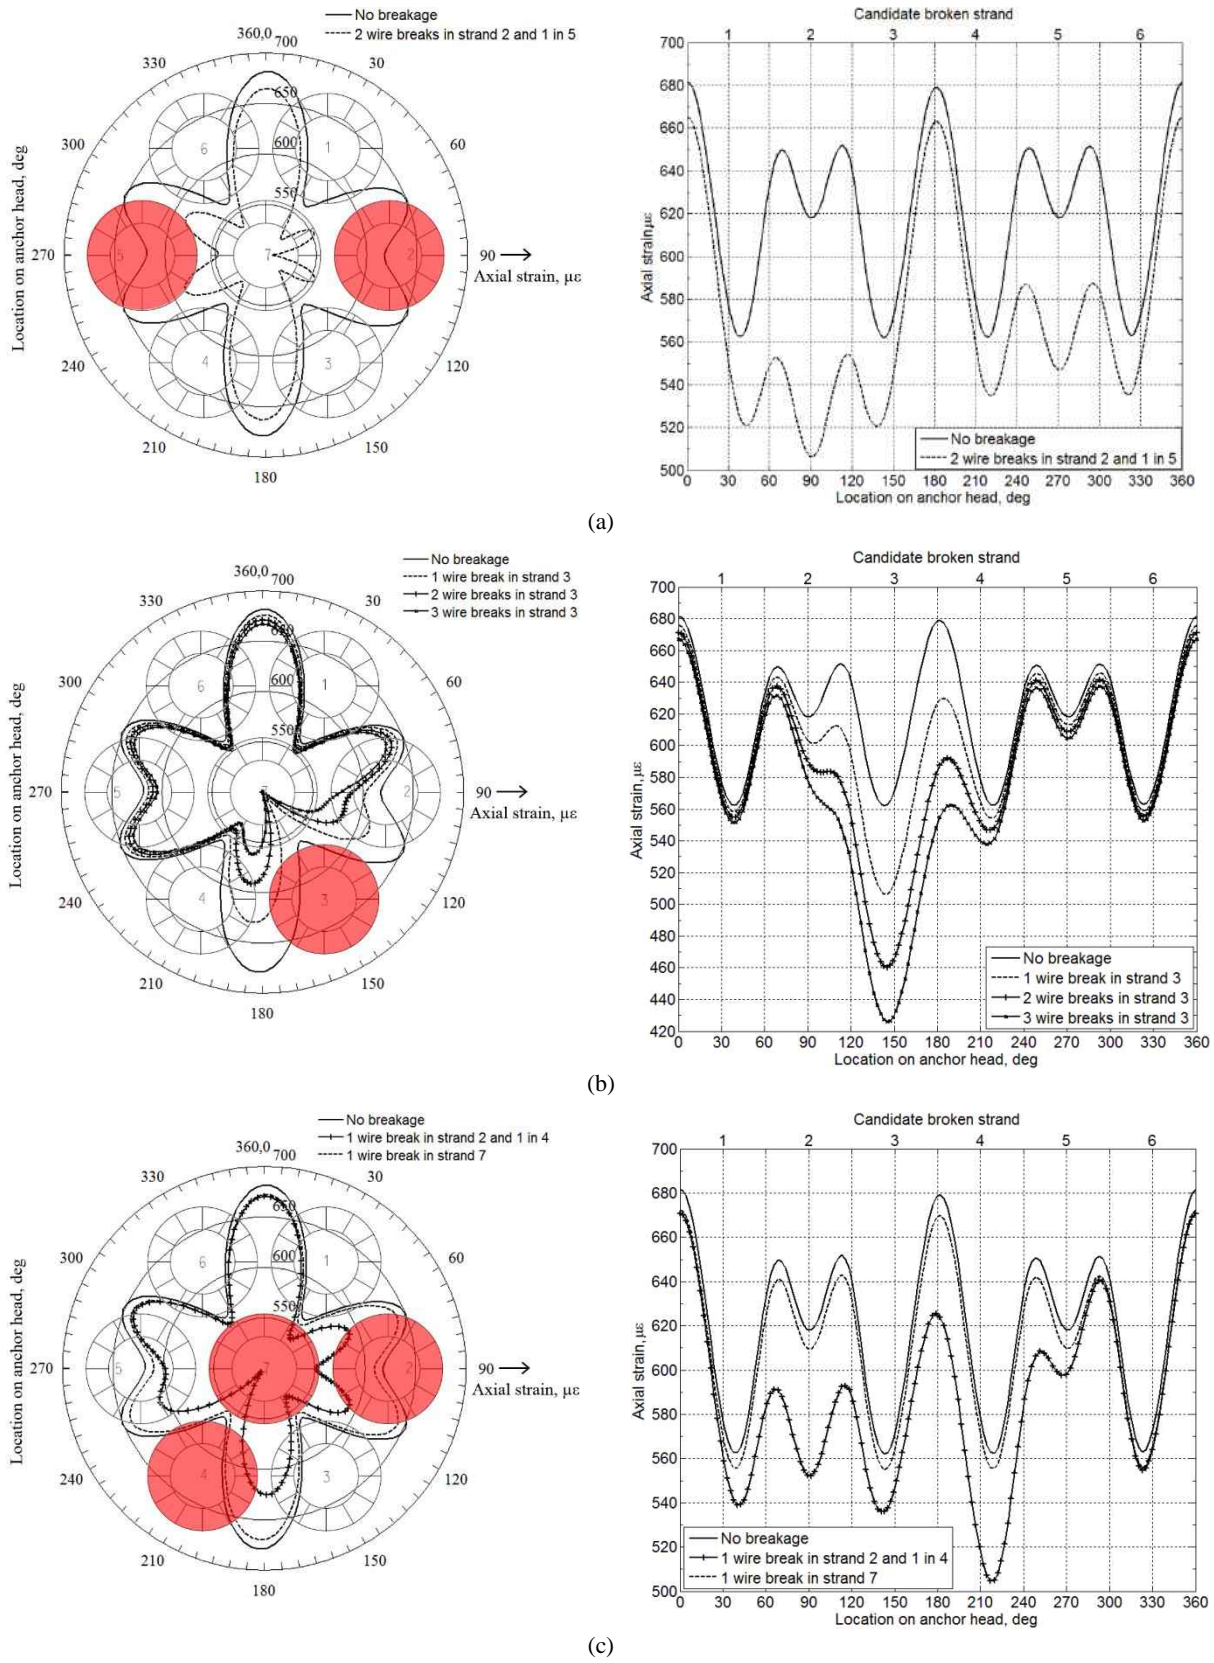 No breakage
2 wire breaks in strand 2 and 1 in 5
360,0 700
330 30
650
300 60
600
6 1
550
Location on anchor head, deg
270 5 7 2 90
Axial strain, με
4 3
240 120
210 150
180
Candidate broken strand
1 2 3 4 5 6
700
680
660
640
620
600
580
560
540
520
500
Axial strain,με
No breakage
2 wire breaks in strand 2 and 1 in 5
0 30 60 90 120 150 180 210 240 270 300 330 360
Location on anchor head, deg
(a)
No breakage
1 wire break in strand 3
2 wire breaks in strand 3
3 wire breaks in strand 3
360,0 700
330 30
650
300 60
600
6 1
550
Location on anchor head, deg
270 5 2 90
Axial strain, με
4 3
240 120
210 150
180
Candidate broken strand
1 2 3 4 5 6
700
680
660
640
620
600
580
560
540
520
500
480
460
440
420
Axial strain,με
No breakage
1 wire break in strand 3
2 wire breaks in strand 3
3 wire breaks in strand 3
0 30 60 90 120 150 180 210 240 270 300 330 360
Location on anchor head, deg
(b)
No breakage
1 wire break in strand 2 and 1 in 4
1 wire break in strand 7
360,0 700
330 30
650
300 60
600
6 1
550
Location on anchor head, deg
270 5 7 2 90
Axial strain, με
4 3
240 120
210 150
180
Candidate broken strand
1 2 3 4 5 6
700
680
660
640
620
600
580
560
540
520
500
Axial strain,με
No breakage
1 wire break in strand 2 and 1 in 4
1 wire break in strand 7
0 30 60 90 120 150 180 210 240 270 300 330 360
Location on anchor head, deg
(c)